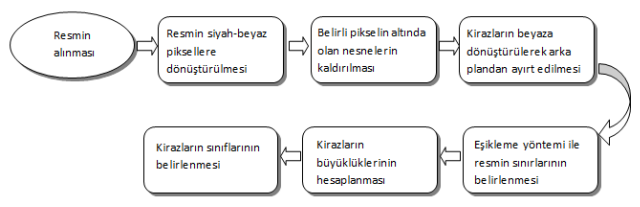 Resmin
alınması
Resmin siyah-beyaz
piksellere
dönüştürülmesi
Belirli pikselin altında
olan nesnelerin
kaldırılması
Kirazların beyaza
dönüştürülerek arka
plandan ayırt edilmesi
Eşikleme yöntemi ile
resmin sınırlarının
belirlenmesi
Kirazların
büyüklüklerinin
hesaplanması
Kirazların sınıflarının
belirlenmesi